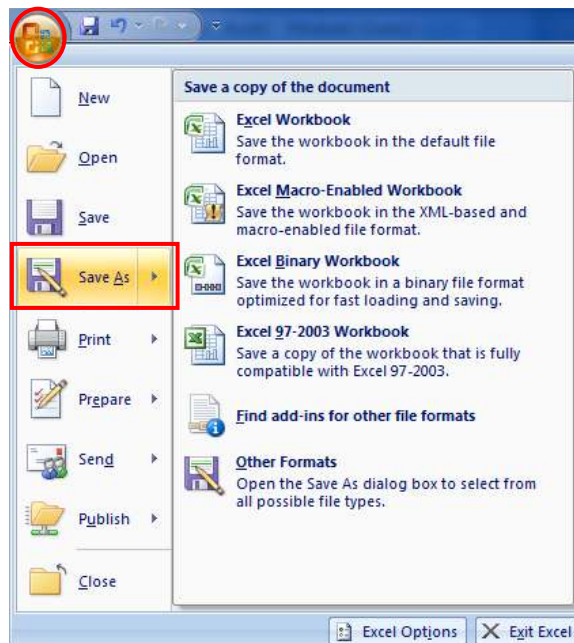 New
Open
Save
Save As
Print
Prepare
Send
Publish
Close
Save a copy of the document
Excel Workbook
Save the workbook in the default file
format.
Excel Macro-Enabled Workbook
Save the workbook in the XML-based and
macro-enabled file format.
Excel Binary Workbook
Save the workbook in a binary file format
optimized for fast loading and saving.
Excel 97-2003 Workbook
Save a copy of the workbook that is fully
compatible with Excel 97-2003.
Find add-ins for other file formats
Other Formats
Open the Save As dialog box to select from
all possible file types.
Excel Options
Exit Excel